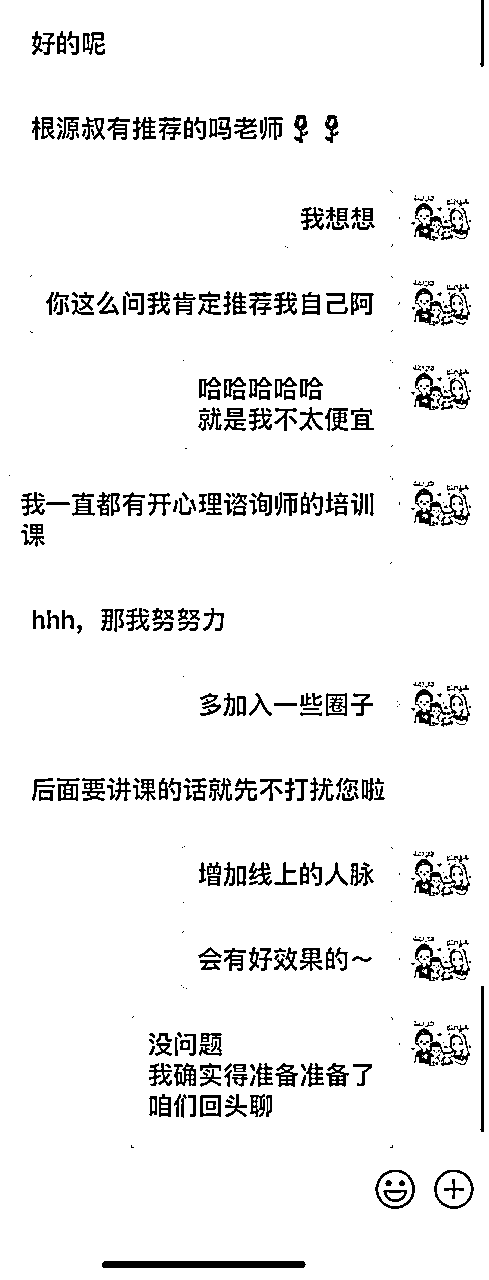 好的呢
根源叔有推荐的吗老师🌹🌹
我想想
你这么问我肯定推荐我自己阿
哈哈哈哈哈
就是我不太便宜
我一直都有开心理谘询师的培训
课
hhh，那我努努力
多加入一些圈子
后面要讲课的话就先不打扰您啦
增加线上的人脉
会有好效果的～
没问题
我确实得准备准备了
咱们回头聊